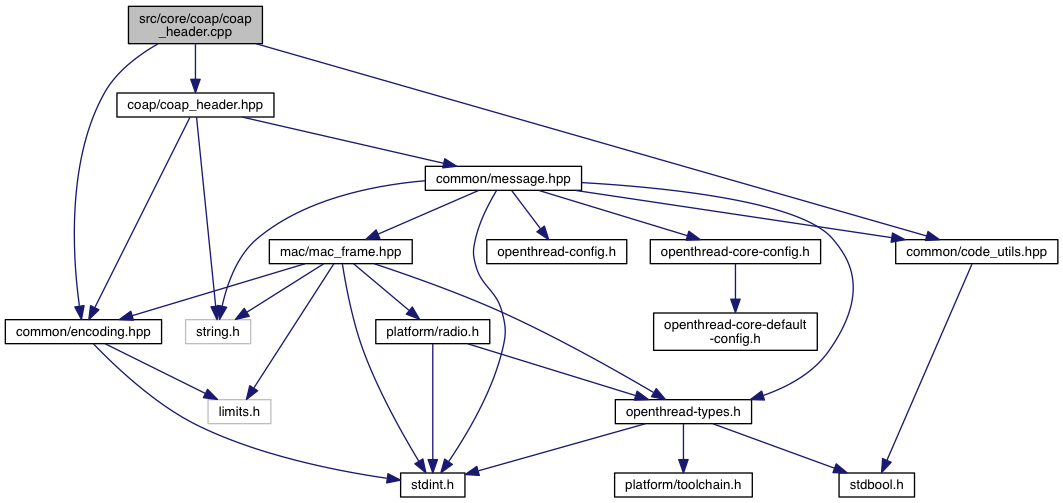 src/core/coap/coap
_header.cpp
coap/coap_header.hpp
common/message.hpp
mac/mac_frame.hpp
openthread-config.h
openthread-core-config.h
common/code_utils.hpp
common/encoding.hpp
string.h
platform/radio.h
openthread-core-default
-config.h
limits.h
openthread-types.h
stdint.h
platform/toolchain.h
stdbool.h